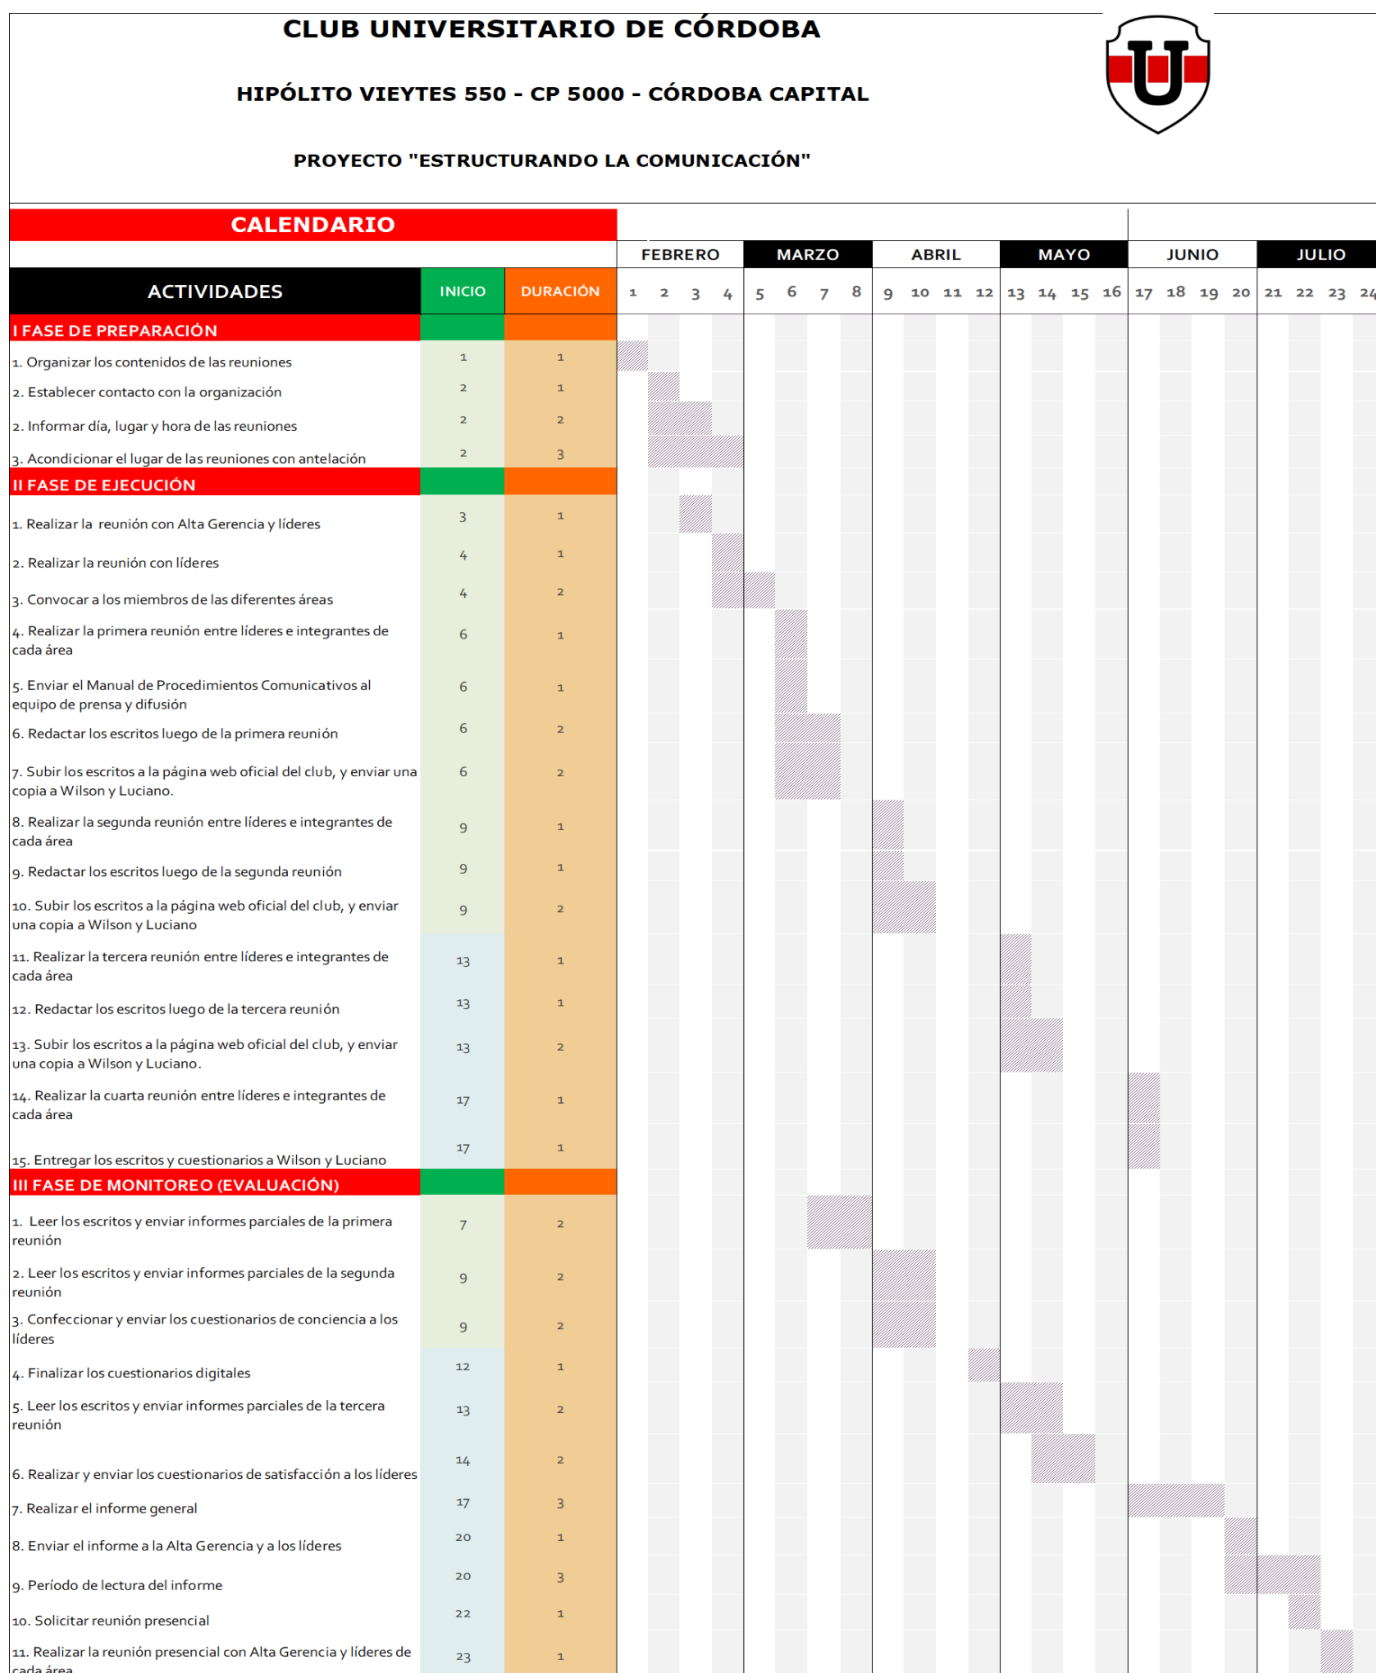 CLUB UNIVERSITARIO DE CÓRDOBA
HIPÓLITO VIEYTES 550 - CP 5000 - CÓRDOBA CAPITAL
PROYECTO "ESTRUCTURANDO LA COMUNICACIÓN"
U
CALENDARIO
FEBRERO MARZO ABRIL MAYO JUNIO JULIO
ACTIVIDADES INICIO DURACIÓN 1 2 3 4 5 6 7 8 9 10 11 12 13 14 15 16 17 18 19 20 21 22 23 24
I FASE DE PREPARACIÓN
1. Organizar los contenidos de las reuniones 1 1
2. Establecer contacto con la organización 2 1
2. Informar día, lugar y hora de las reuniones 2 2
3. Acondicionar el lugar de las reuniones con antelación 2 3
II FASE DE EJECUCIÓN
1. Realizar la reunión con Alta Gerencia y líderes 3 1
2. Realizar la reunión con líderes 4 1
3. Convocar a los miembros de las diferentes áreas 4 2
4. Realizar la primera reunión entre líderes e integrantes de
cada área 6 1
5. Enviar el Manual de Procedimientos Comunicativos al
equipo de prensa y difusión 6 1
6. Redactar los escritos luego de la primera reunión 6 2
7. Subir los escritos a la página web oficial del club, y enviar una
copia a Wilson y Luciano. 6 2
8. Realizar la segunda reunión entre líderes e integrantes de
cada área 9 1
9. Redactar los escritos luego de la segunda reunión 9 1
10. Subir los escritos a la página web oficial del club, y enviar
una copia a Wilson y Luciano 9 2
11. Realizar la tercera reunión entre líderes e integrantes de
cada área 13 1
12. Redactar los escritos luego de la tercera reunión 13 1
13. Subir los escritos a la página web oficial del club, y enviar
una copia a Wilson y Luciano. 13 2
14. Realizar la cuarta reunión entre líderes e integrantes de
cada área 17 1
15. Entregar los escritos y cuestionarios a Wilson y Luciano 17 1
III FASE DE MONITOREO (EVALUACIÓN)
1. Leer los escritos y enviar informes parciales de la primera
reunión 7 2
2. Leer los escritos y enviar informes parciales de la segunda
reunión 9 2
3. Confeccionar y enviar los cuestionarios de conciencia a los
líderes 9 2
4. Finalizar los cuestionarios digitales 12 1
5. Leer los escritos y enviar informes parciales de la tercera
reunión 13 2
6. Realizar y enviar los cuestionarios de satisfacción a los líderes 14 2
7. Realizar el informe general 17 3
8. Enviar el informe a la Alta Gerencia y a los líderes 20 1
9. Período de lectura del informe 20 3
10. Solicitar reunión presencial 22 1
11. Realizar la reunión presencial con Alta Gerencia y líderes de
cada área 23 1